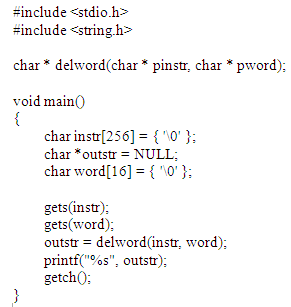 #include <stdio.h>
#include <string.h>
char * delword(char * pinstr, char * pword);
void main()
{
char instr[256] = { '\0' };
char *outstr = NULL;
char word[16] = { '\0' };
gets(instr);
gets(word);
outstr = delword(instr, word);
printf("%s", outstr);
getch();
}